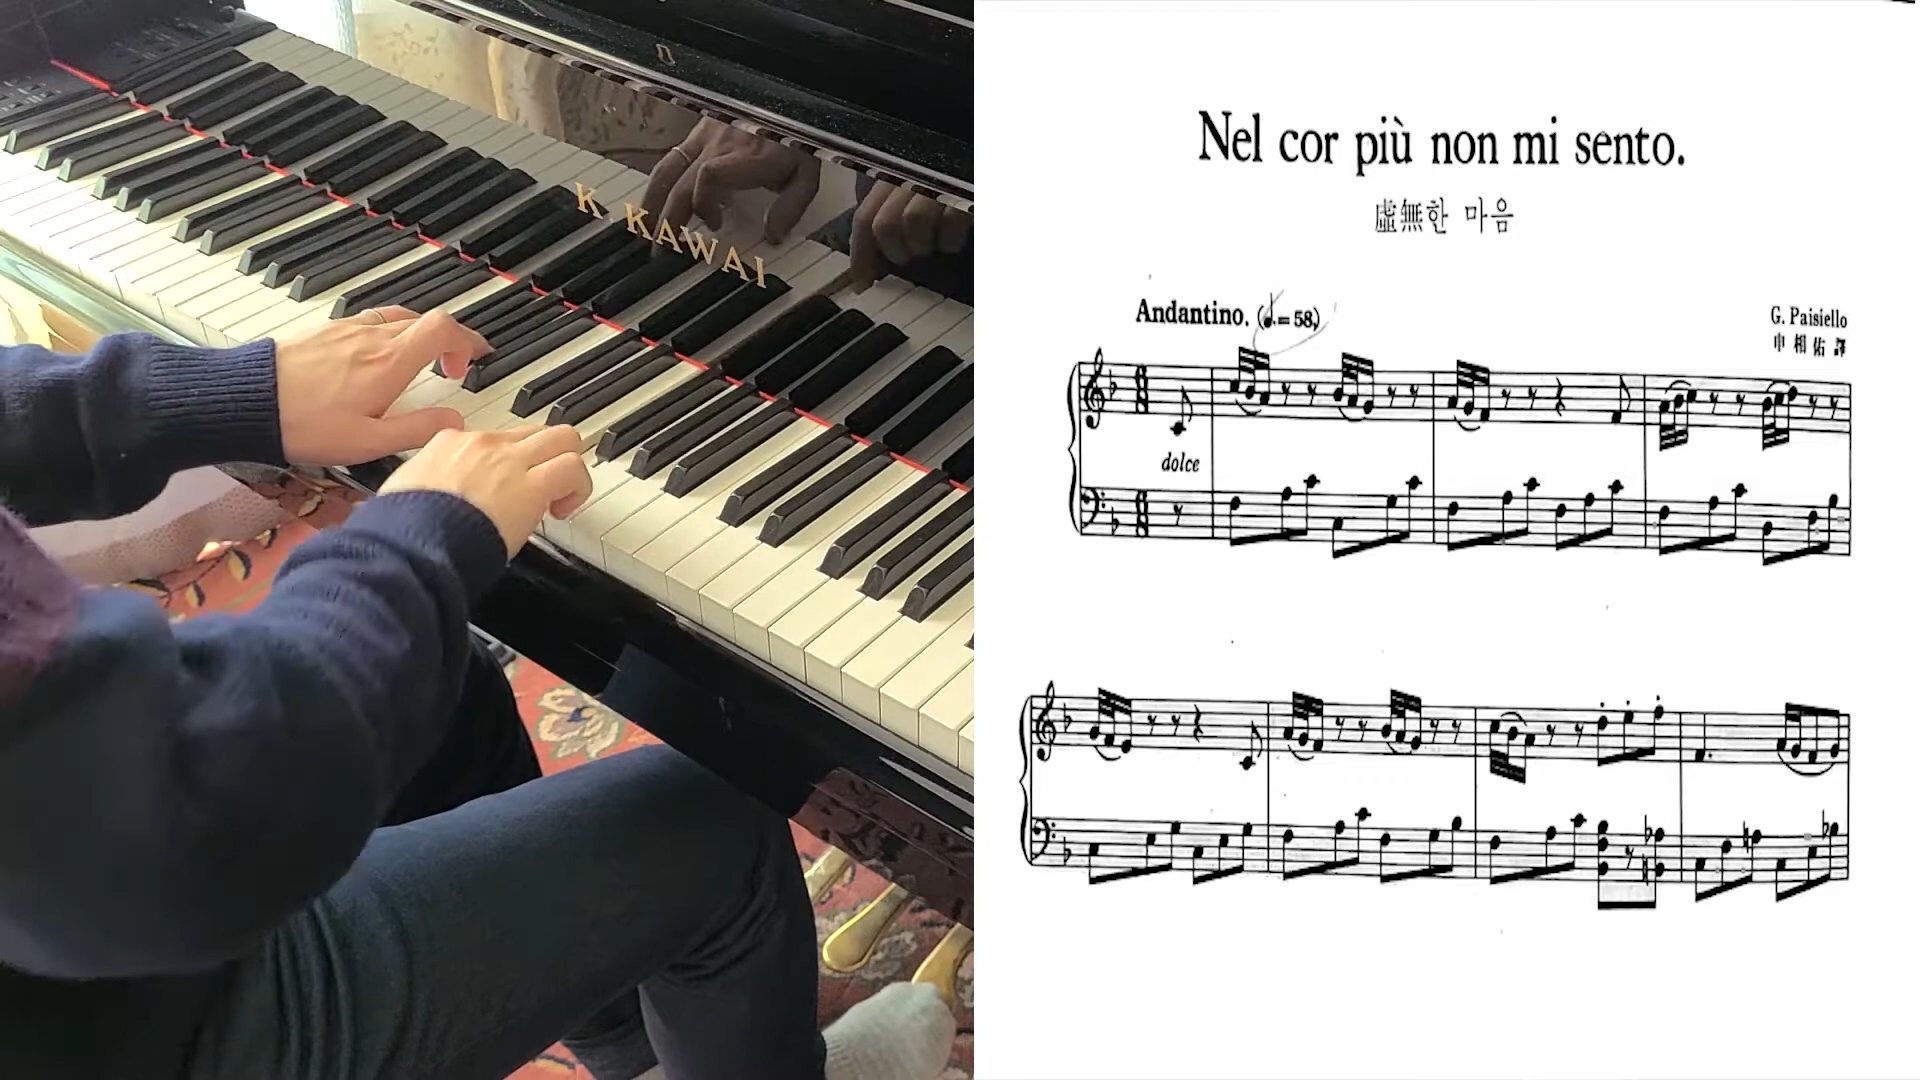 K. KAWAI
Nel cor più non mi sento.
虛無한 마음
Andantino. (♩.=58)
G. Paisiello
申相佑 譯
dolce